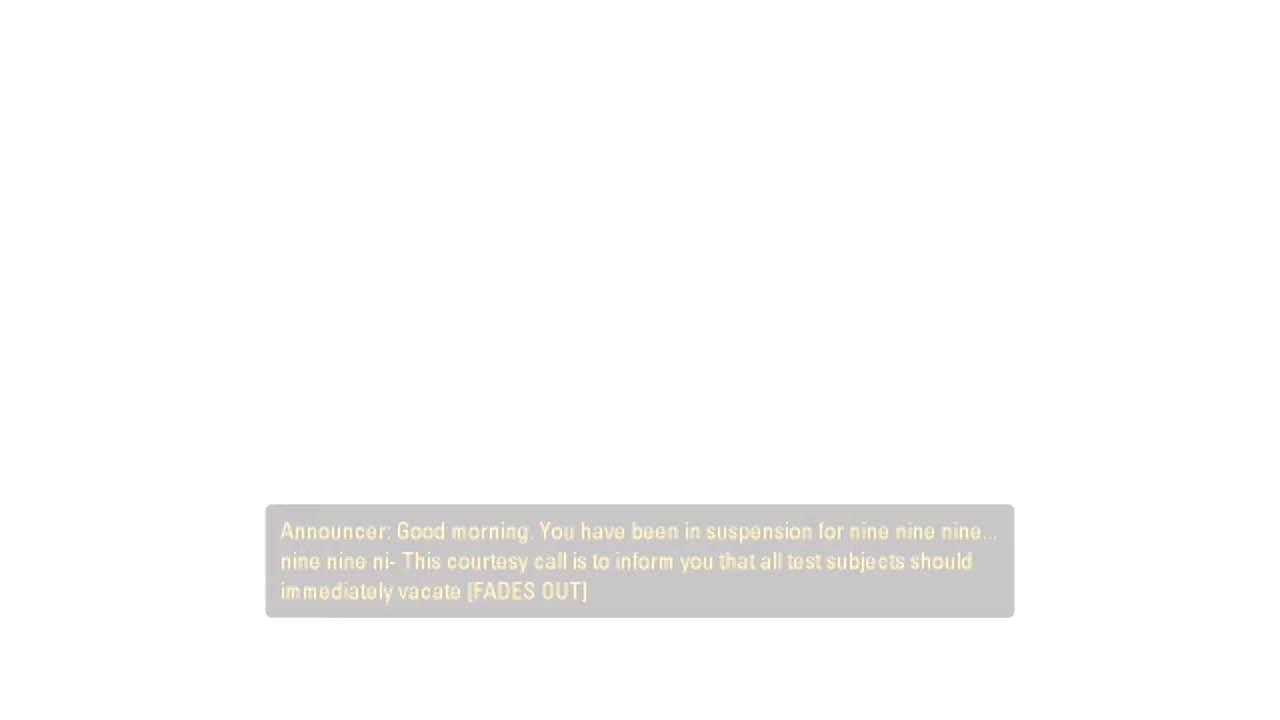 Announcer: Good morning. You have been in suspension for nine nine nine...
nine nine ni- This courtesy call is to inform you that all test subjects should
immediately vacate [FADES OUT]